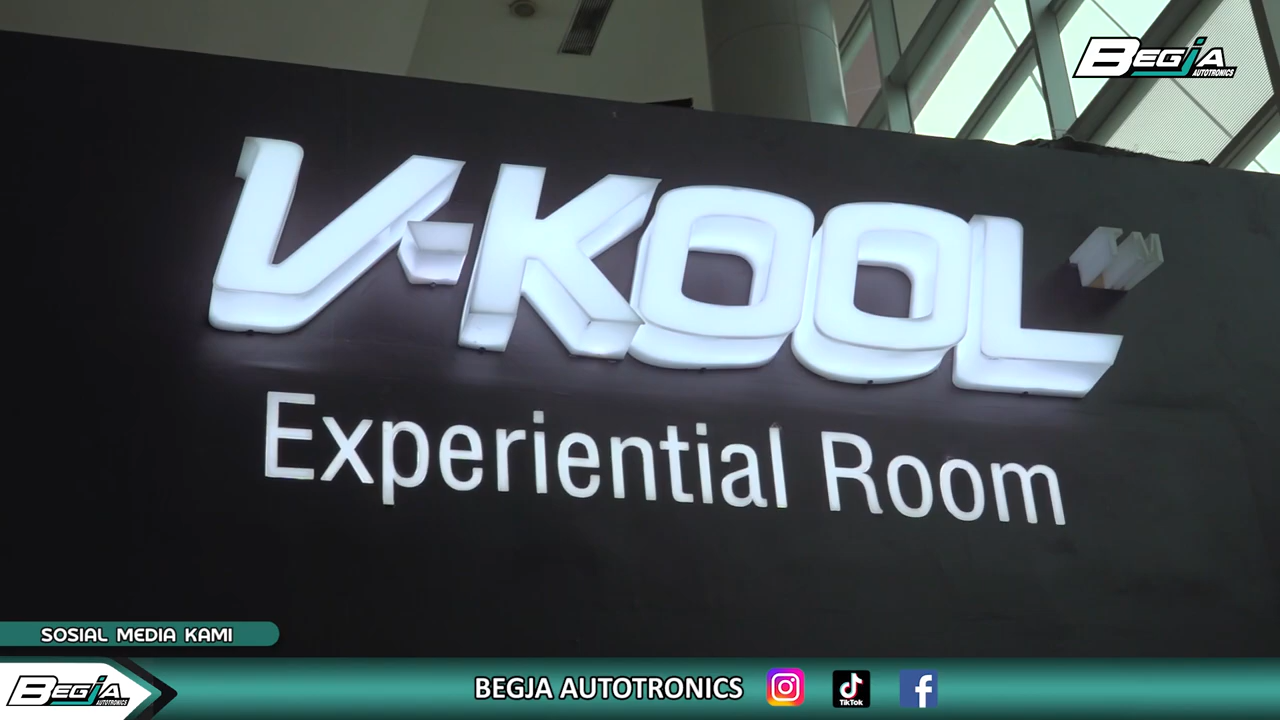 BEGJA
AUTOTRONICS
V-KOOL
Experiential Room
SOSIAL MEDIA KAMI
BEGJA
AUTOTRONICS
BEGJA AUTOTRONICS
TikTok